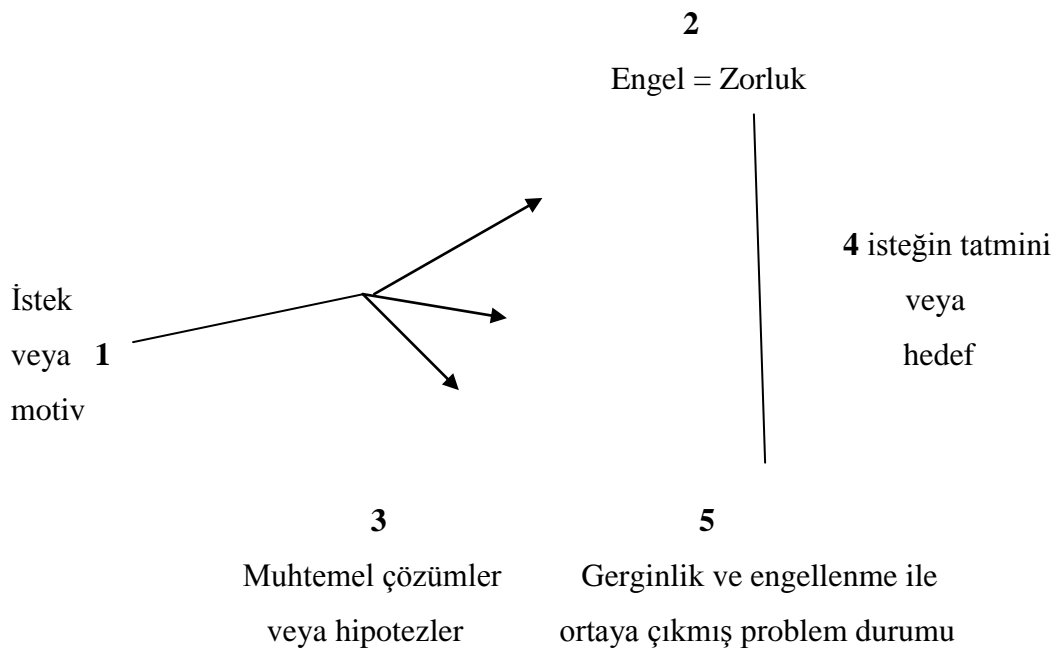 2
Engel = Zorluk
4 isteğin tatmini
veya
hedef
İstek
veya 1
motiv
3
Muhtemel çözümler
veya hipotezler
5
Gerginlik ve engellenme ile
ortaya çıkmış problem durumu